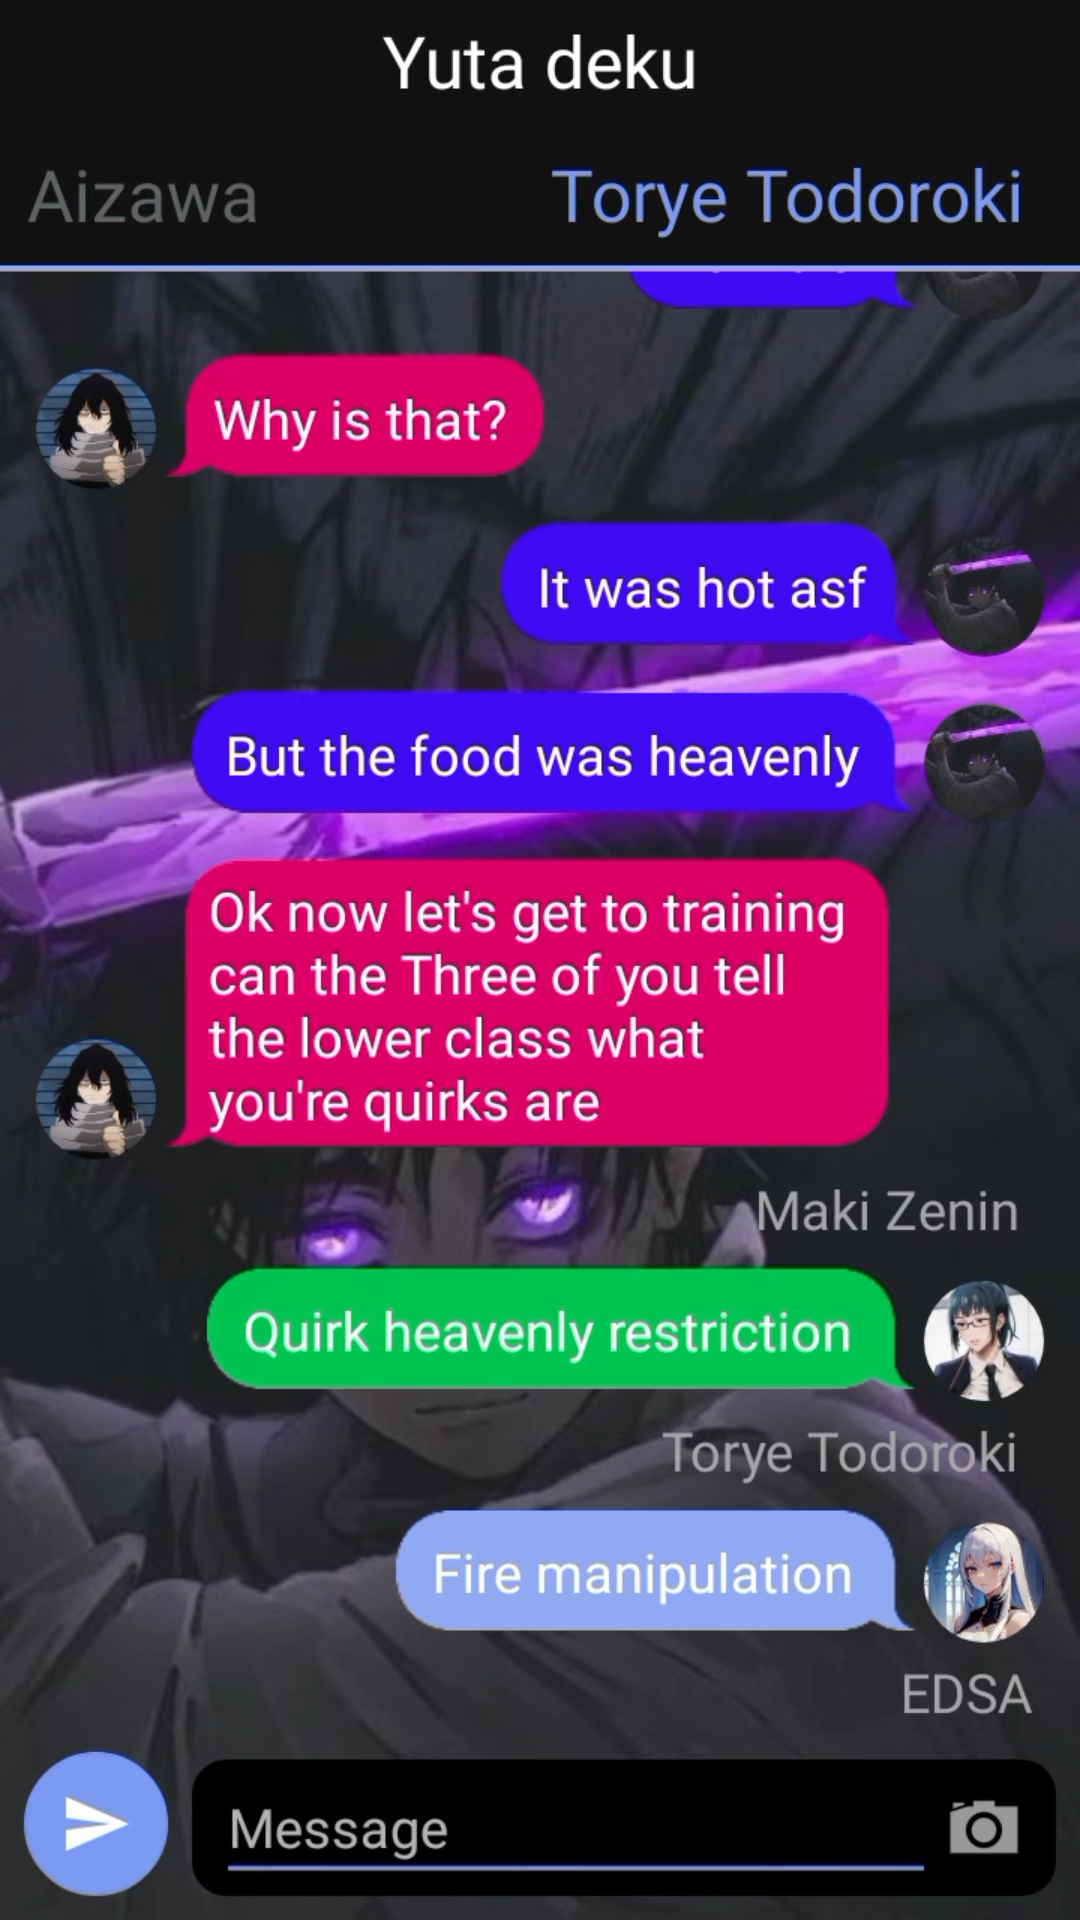 Yuta deku
Aizawa
Torye Todoroki
Why is that?
It was hot asf
But the food was heavenly
Ok now let's get to training
can the Three of you tell
the lower class what
you're quirks are
Maki Zenin
Quirk heavenly restriction
Torye Todoroki
Fire manipulation
EDSA
Message